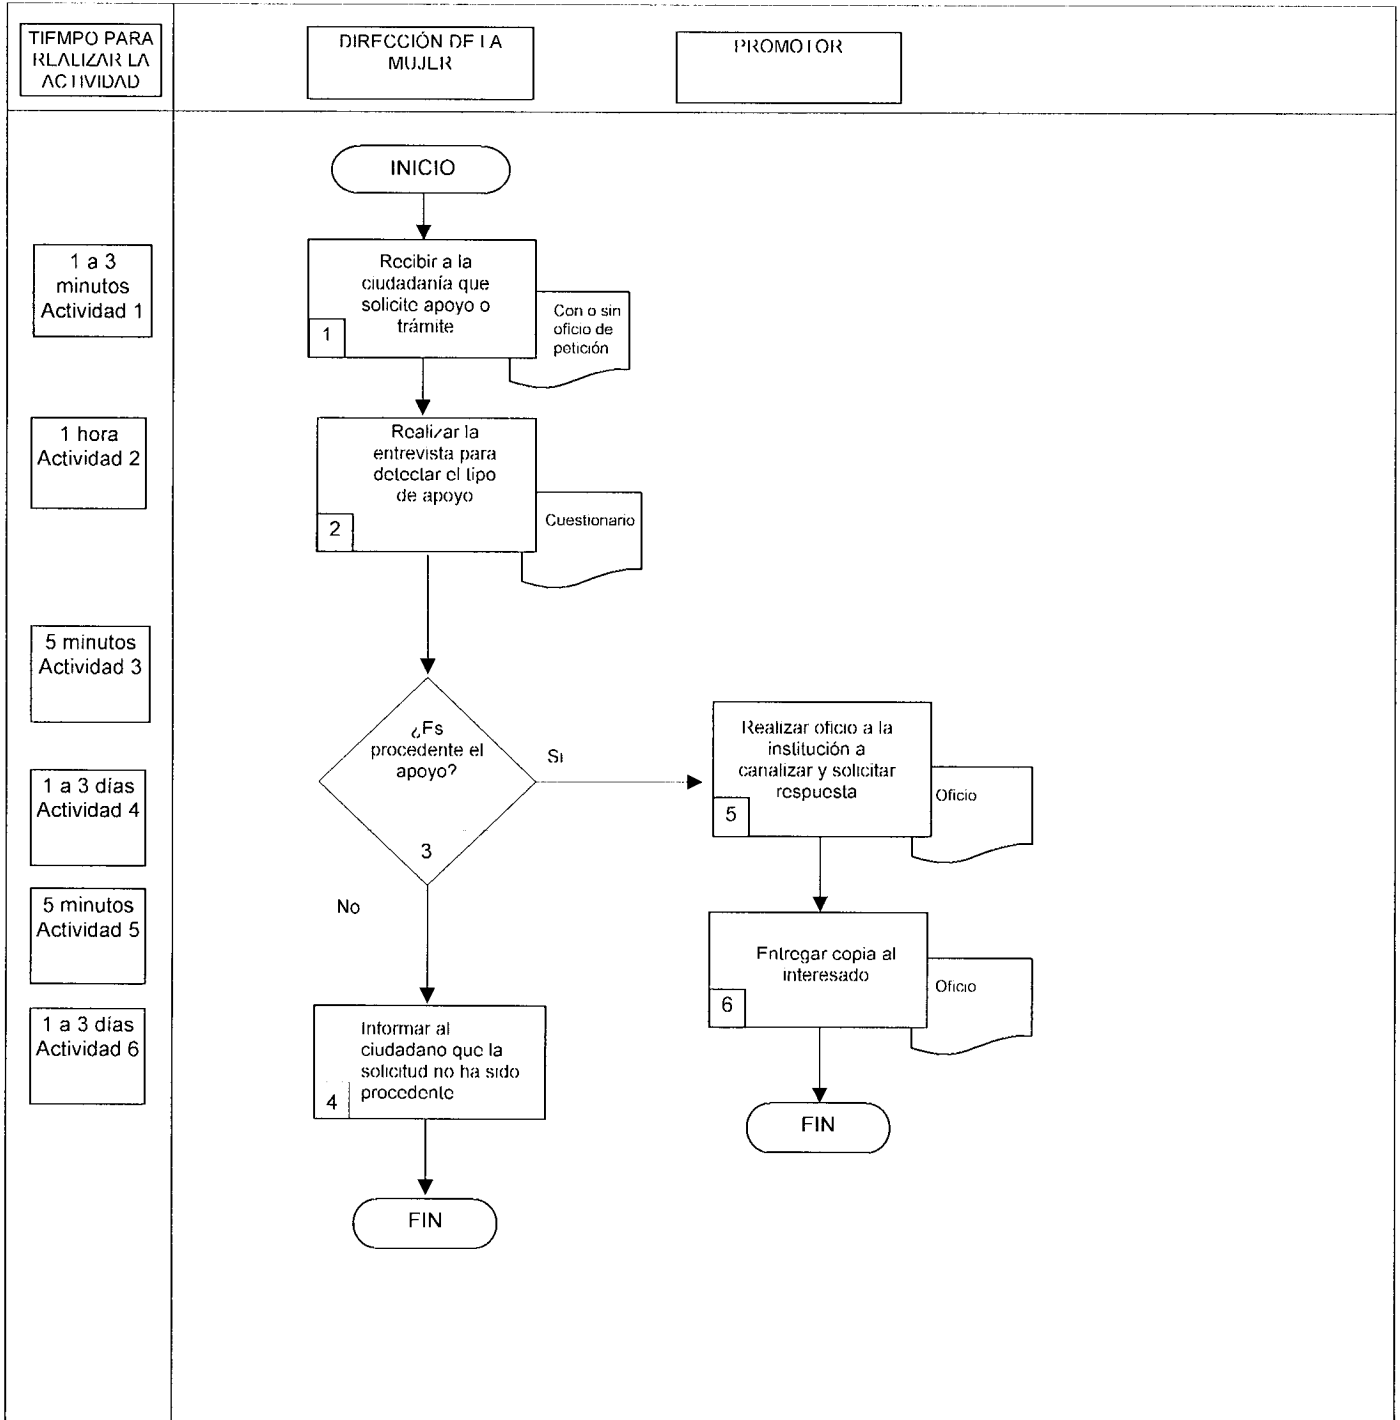 TIEMPO PARA
REALIZAR LA
ACTIVIDAD
DIRECCIÓN DE LA
MUJER
PROMOTOR
INICIO
1 a 3
minutos
Actividad 1
Recibir a la
ciudadanía que
solicite apoyo o
trámite
1
Con o sin
oficio de
petición
1 hora
Actividad 2
Realizar la
entrevista para
detectar el tipo
de apoyo
2
Cuestionario
5 minutos
Actividad 3
¿Es
procedente el
apoyo?
3
Si
No
Realizar oficio a la
institución a
canalizar y solicitar
respuesta
5
Oficio
1 a 3 días
Actividad 4
5 minutos
Actividad 5
Entregar copia al
interesado
6
Oficio
1 a 3 días
Actividad 6
Informar al
ciudadano que la
solicitud no ha sido
procedente
4
FIN
FIN